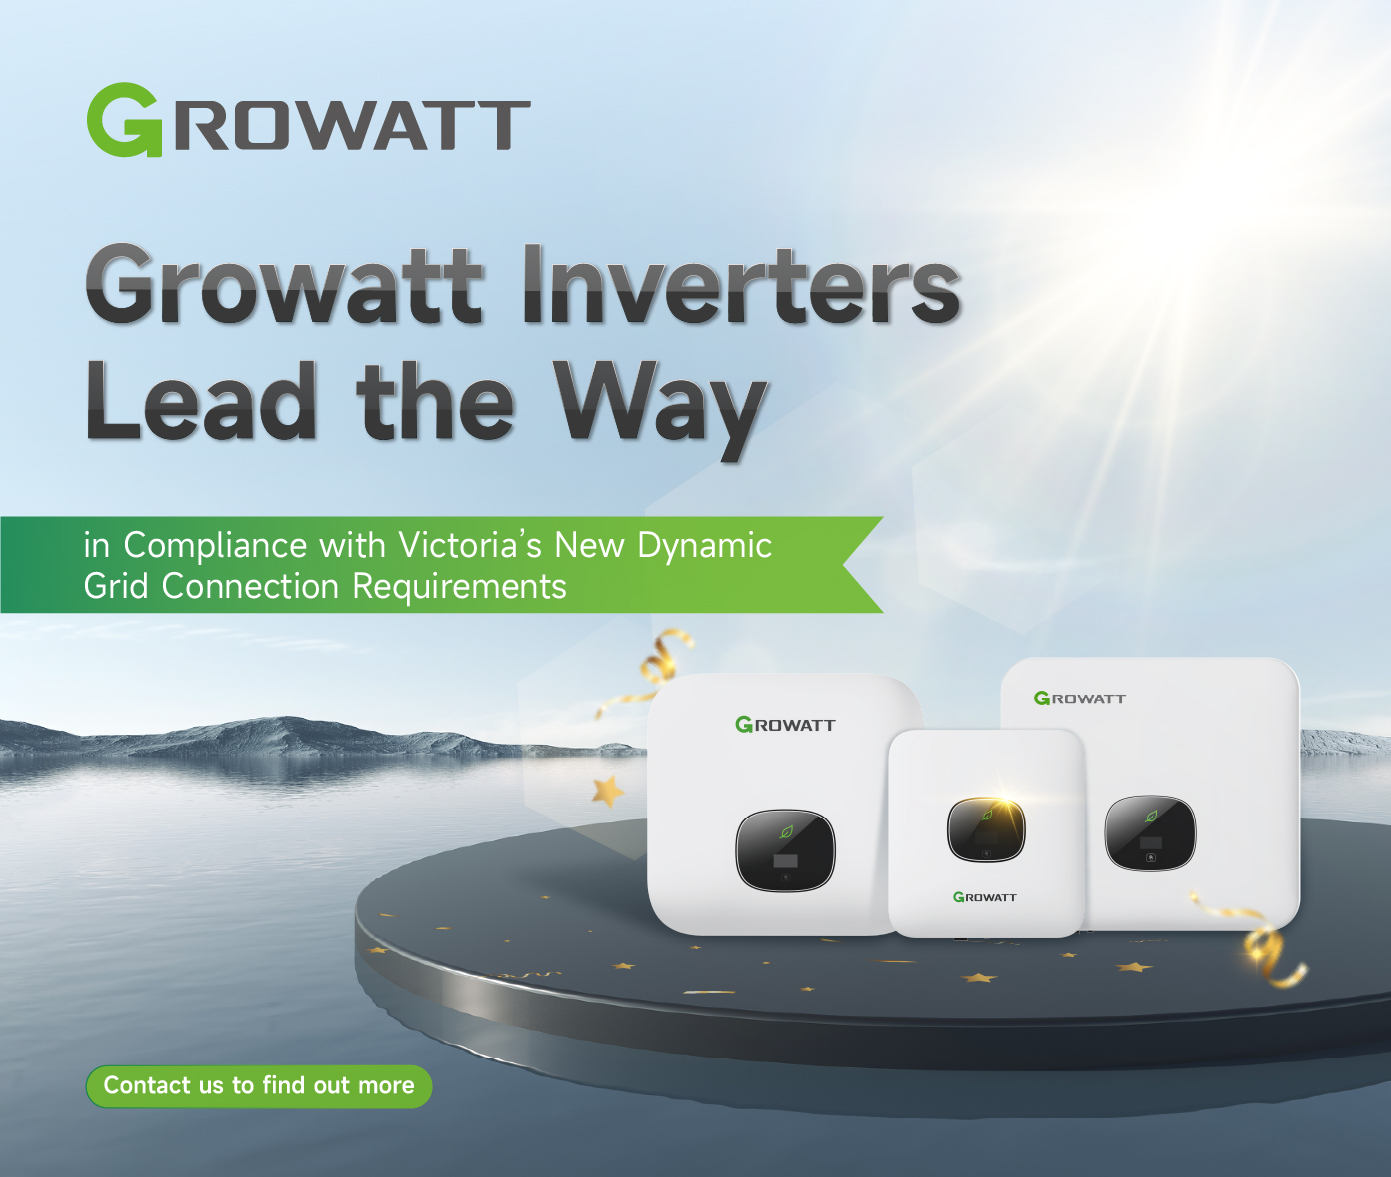 GROWATT
Growatt Inverters
Lead the Way
in Compliance with Victoria's New Dynamic
Grid Connection Requirements
GROWATT
GROWATT
GROWATT
Contact us to find out more